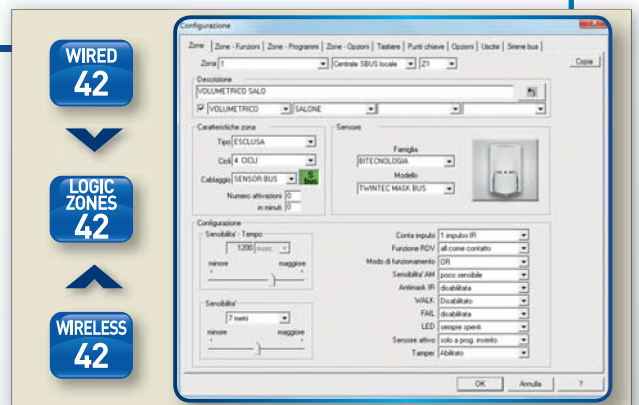 WIRED
42
LOGIC
ZONES
42
WIRELESS
42
Configurazione
Zone
Zone - Funzioni
Zone - Programmi
Zone - Opzioni
Tastiere
Punti chiave
Opzioni
Uscite
Sirene bus
Zona 1
Centrale SBUS locale
Z1
Copia
Descrizione
VOLUMETRICO SALO
VOLUMETRICO
SALONE
Caratteristiche zona
Tipo ESCLUSA
Cicli 4 CICLI
Cablaggio SENSOR BUS
S bus
Numero attivazioni 0
in minuti 0
Sensore
Famiglia
BITECNOLOGIA
Modello
TWINTEC MASK BUS
Configurazione
Sensibilita' - Tempo
1200 msec
minore maggiore
Sensibilita'
7 metri
minore maggiore
Conta impulsi 1 impulso IR
Funzione RDV all.come contatto
Modo di funzionamento OR
Sensibilita' AM poco sensibile
Antimask IR disabilitata
WALK Disabilitato
FAIL disabilitata
LED sempre spenti
Sensore attivo solo a prog. inserito
Tamper Abilitato
OK
Annulla
?